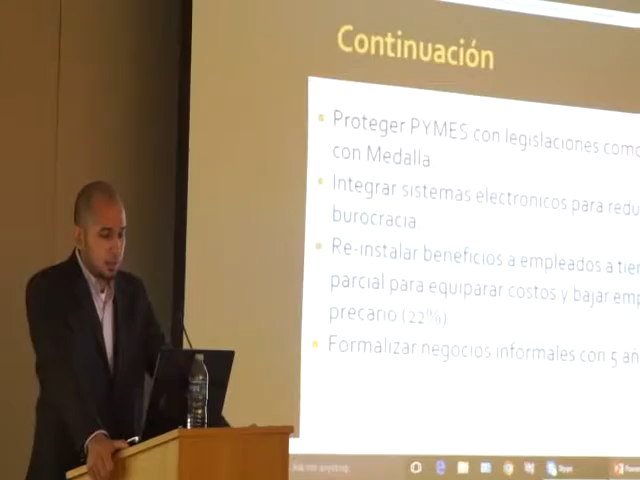 Continuación
Proteger PYMES con legislaciones como
con Medalla
Integrar sistemas electronicos para redu
burocracia
Re-instalar beneficios a empleados a tie
parcial para equiparar costos y bajar emp
precario (22%)
Formalizar negocios informales con 5 añ
Skype